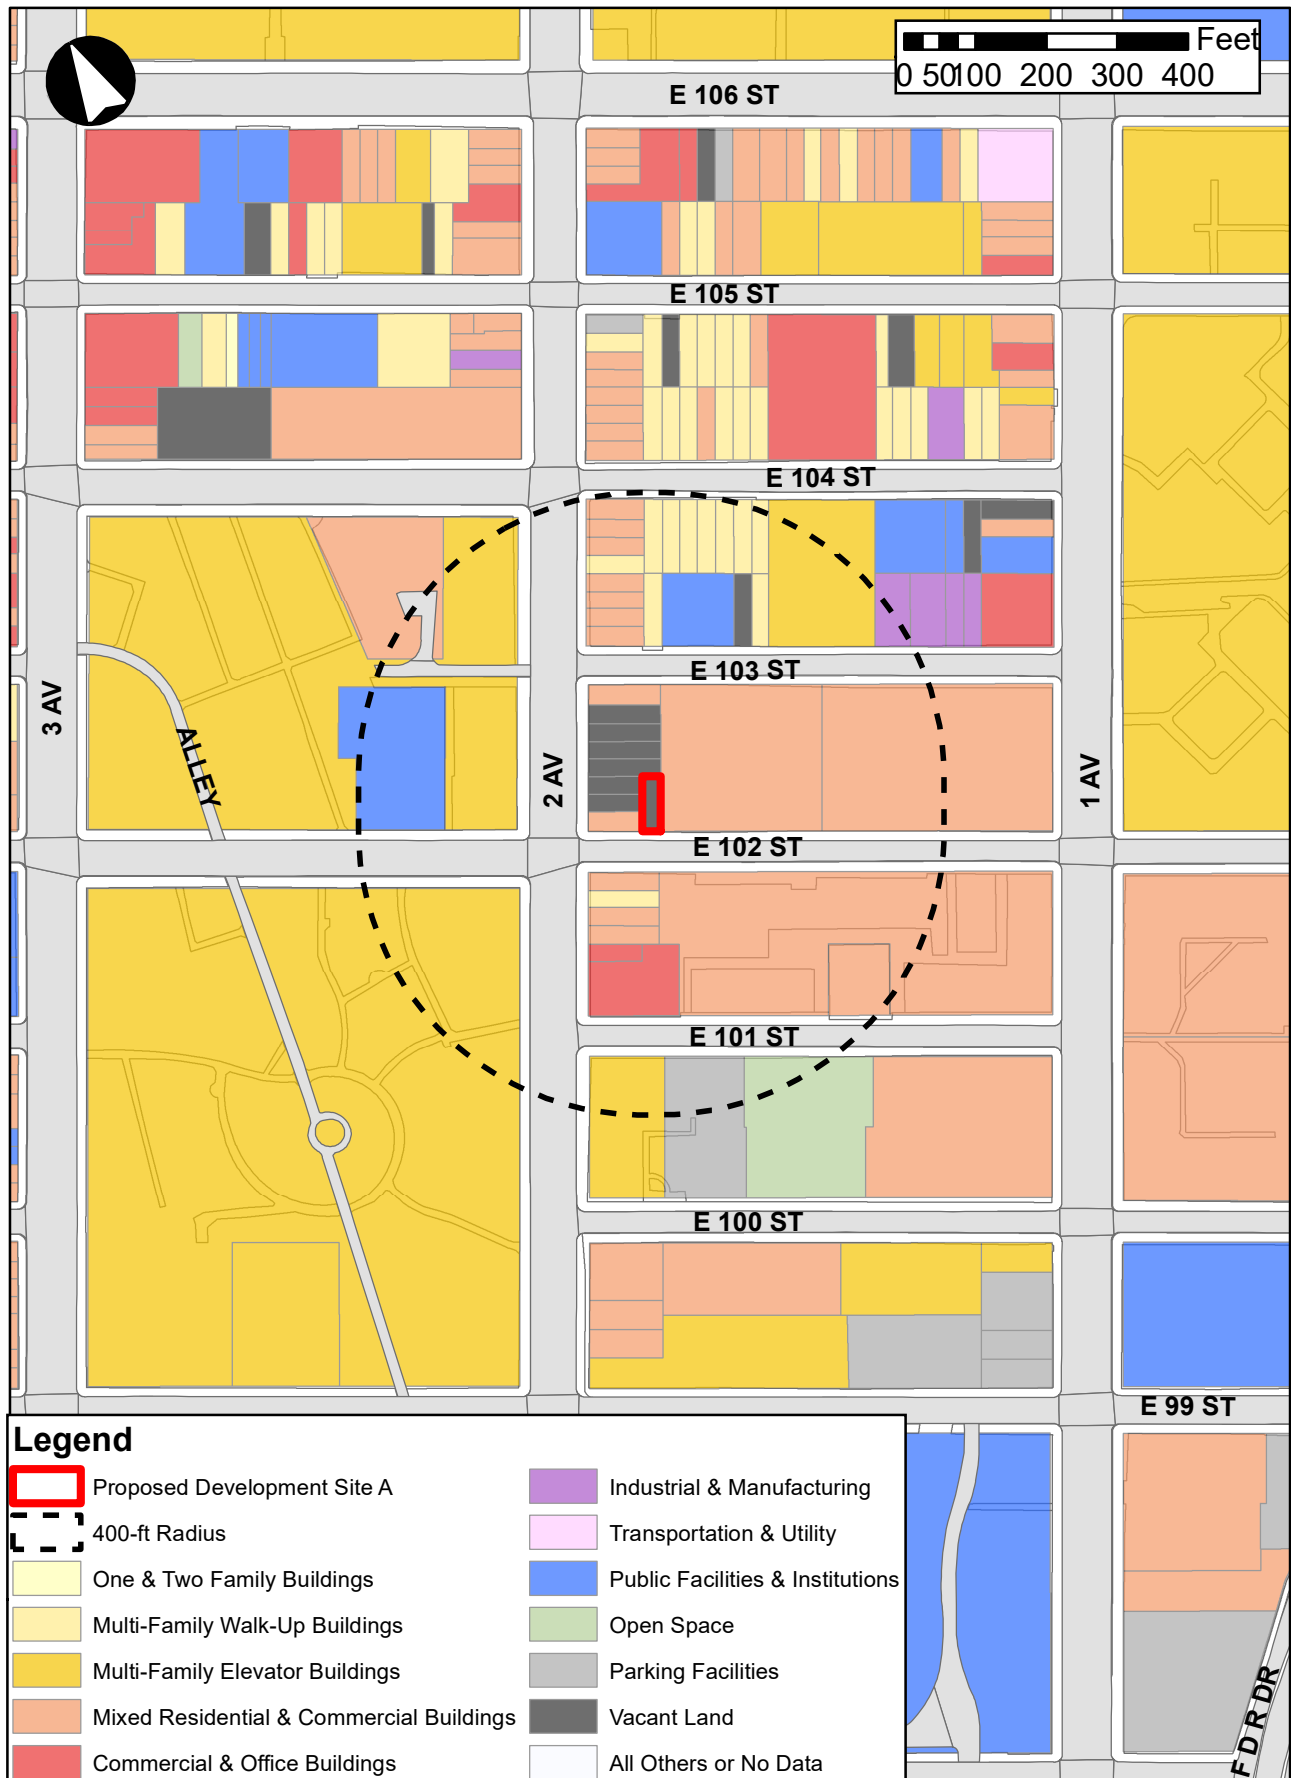 Feet
0 50100 200 300 400
E 106 ST
E 105 ST
E 104 ST
E 103 ST
3 AV
ALLEY
2 AV
1 AV
E 102 ST
E 101 ST
E 100 ST
E 99 ST
F D R DR
Legend
Proposed Development Site A
400-ft Radius
One & Two Family Buildings
Multi-Family Walk-Up Buildings
Multi-Family Elevator Buildings
Mixed Residential & Commercial Buildings
Commercial & Office Buildings
Industrial & Manufacturing
Transportation & Utility
Public Facilities & Institutions
Open Space
Parking Facilities
Vacant Land
All Others or No Data